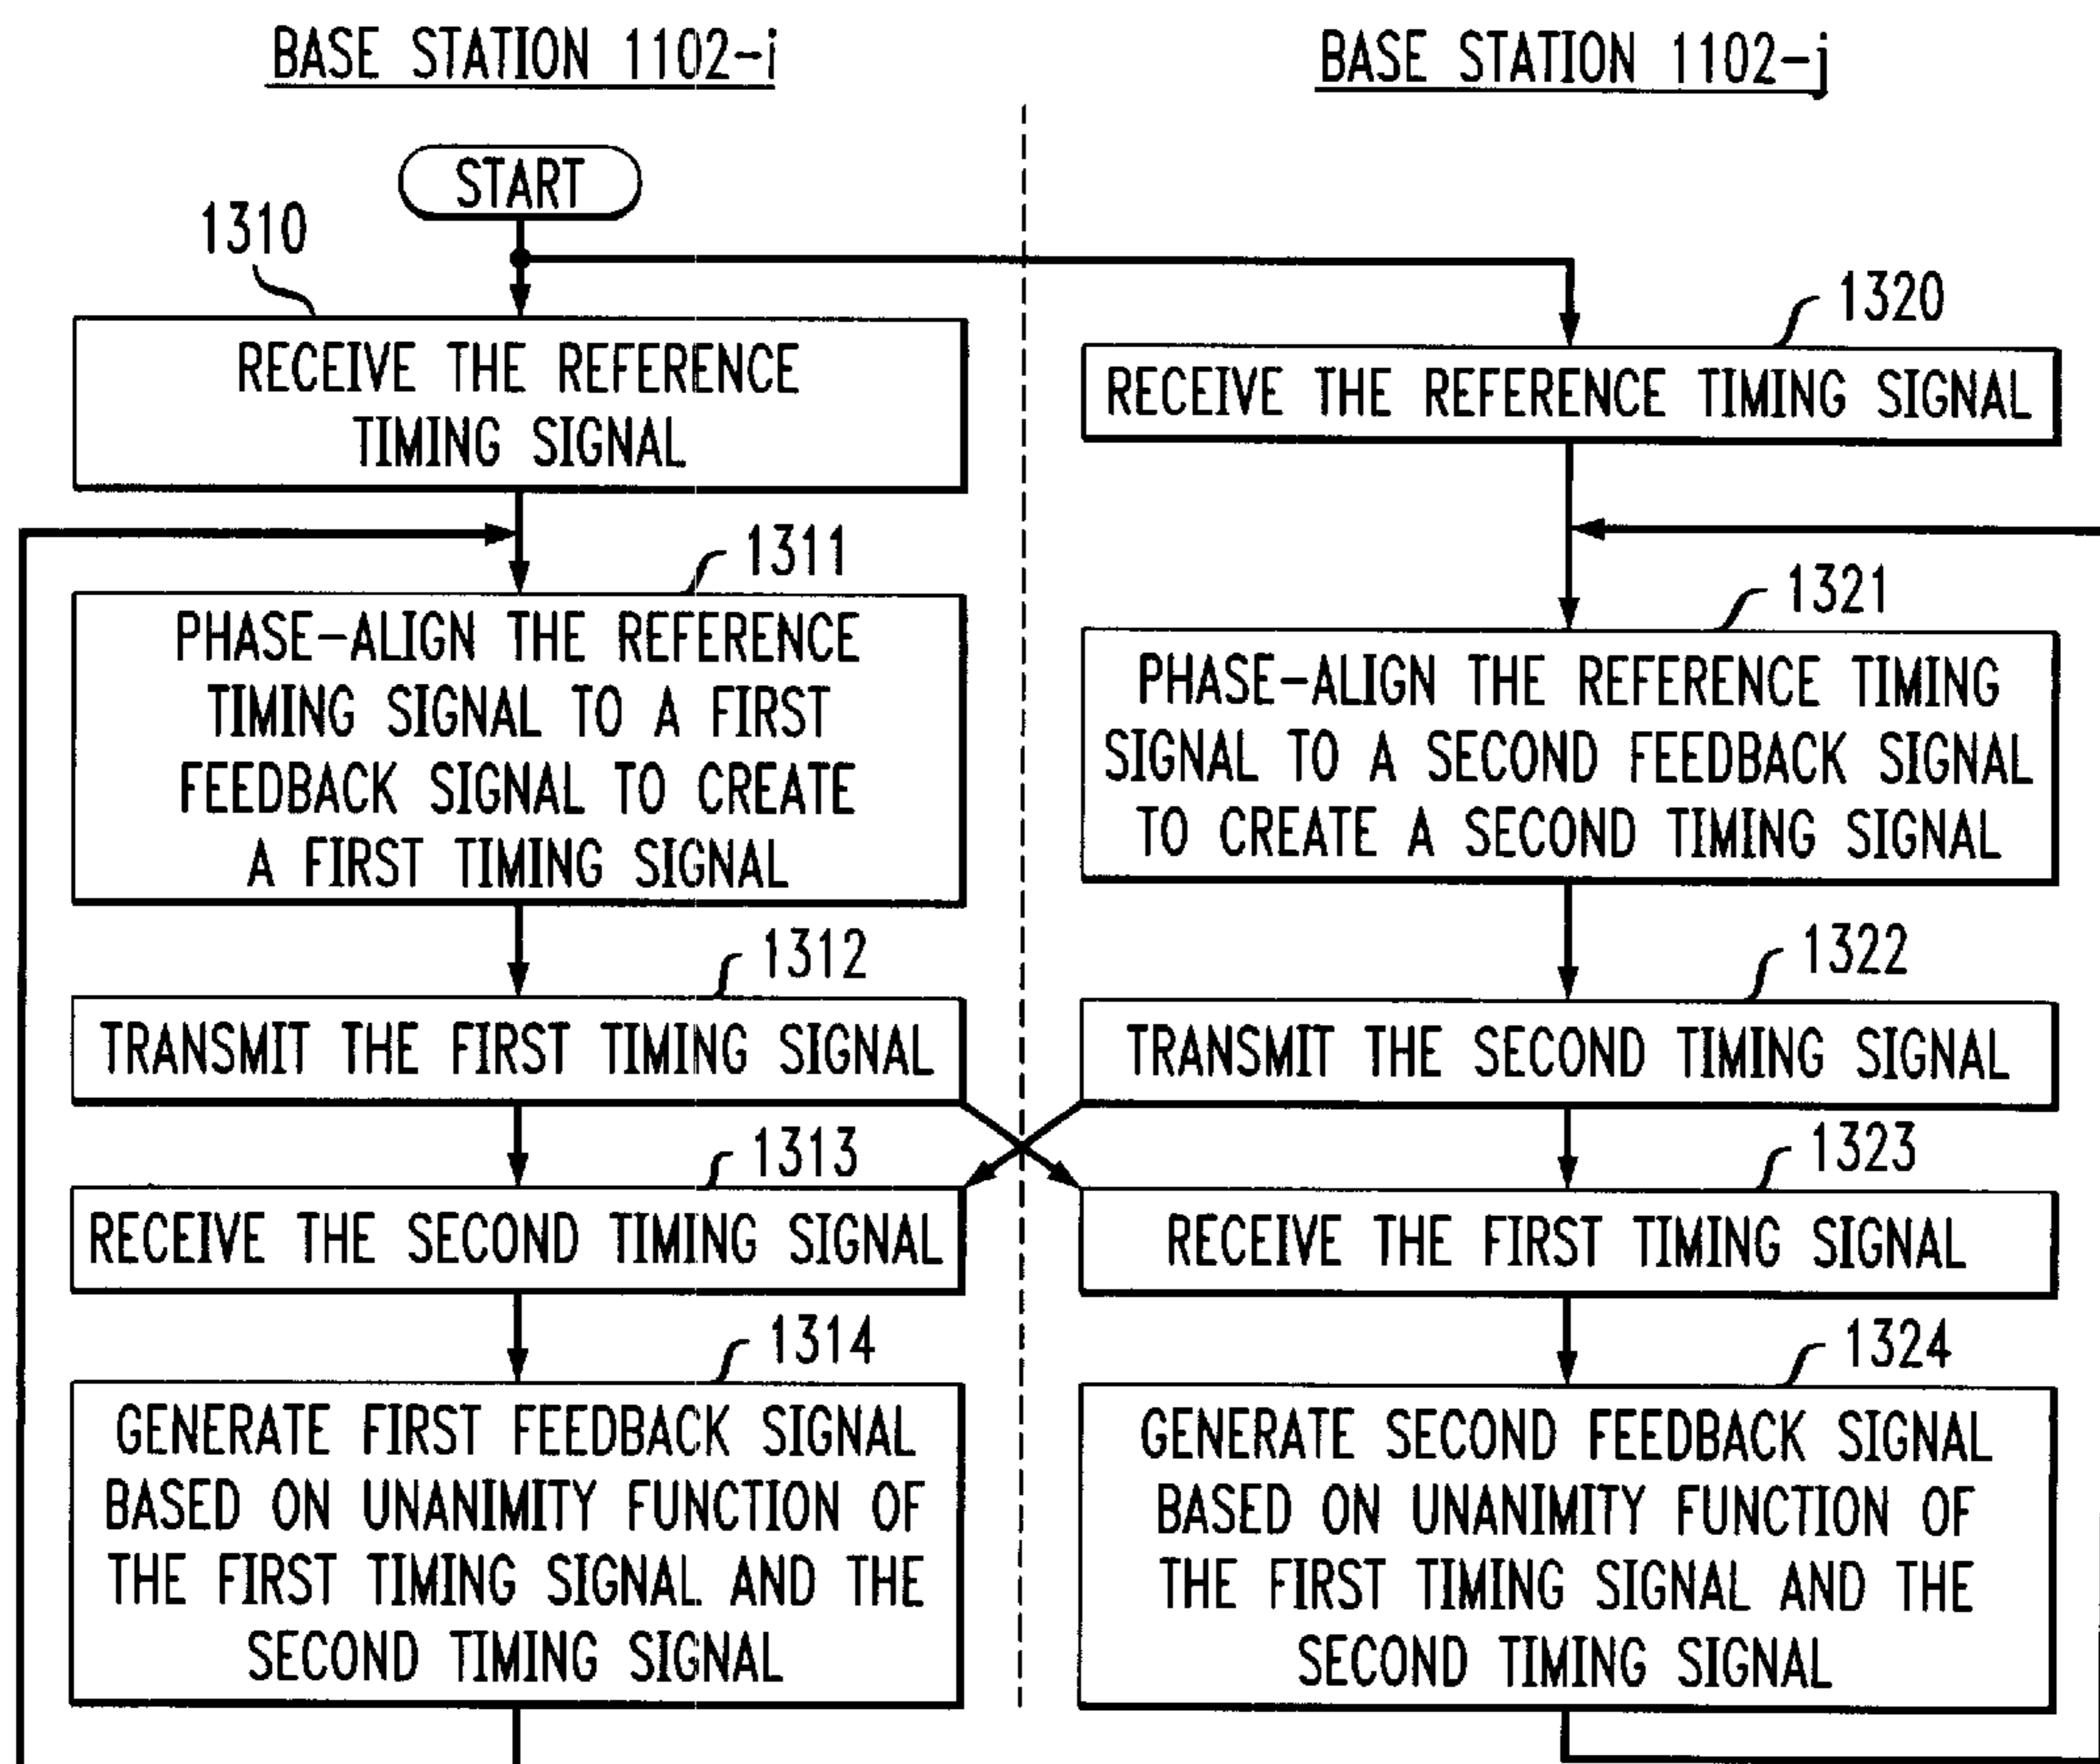 BASE STATION 1102-i
START
1310
RECEIVE THE REFERENCE
TIMING SIGNAL
1311
PHASE-ALIGN THE REFERENCE
TIMING SIGNAL TO A FIRST
FEEDBACK SIGNAL TO CREATE
A FIRST TIMING SIGNAL
1312
TRANSMIT THE FIRST TIMING SIGNAL
1313
RECEIVE THE SECOND TIMING SIGNAL
1314
GENERATE FIRST FEEDBACK SIGNAL
BASED ON UNANIMITY FUNCTION OF
THE FIRST TIMING SIGNAL AND THE
SECOND TIMING SIGNAL
BASE STATION 1102-j
1320
RECEIVE THE REFERENCE TIMING SIGNAL
1321
PHASE-ALIGN THE REFERENCE TIMING
SIGNAL TO A SECOND FEEDBACK SIGNAL
TO CREATE A SECOND TIMING SIGNAL
1322
TRANSMIT THE SECOND TIMING SIGNAL
1323
RECEIVE THE FIRST TIMING SIGNAL
1324
GENERATE SECOND FEEDBACK SIGNAL
BASED ON UNANIMITY FUNCTION OF
THE FIRST TIMING SIGNAL AND THE
SECOND TIMING SIGNAL